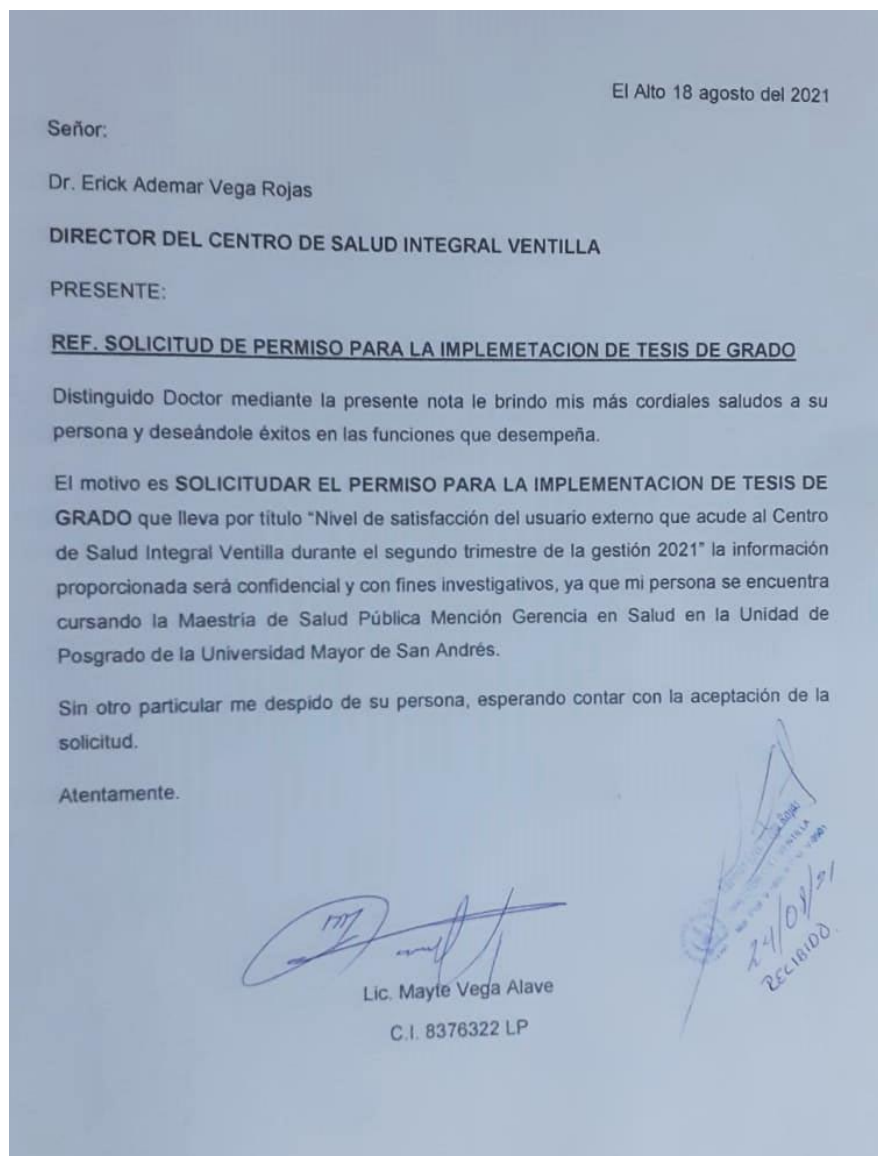 El Alto 18 agosto del 2021
Señor:
Dr. Erick Ademar Vega Rojas
DIRECTOR DEL CENTRO DE SALUD INTEGRAL VENTILLA
PRESENTE:
REF. SOLICITUD DE PERMISO PARA LA IMPLEMETACION DE TESIS DE GRADO
Distinguido Doctor mediante la presente nota le brindo mis más cordiales saludos a su
persona y deseándole éxitos en las funciones que desempeña.
El motivo es SOLICITUDAR EL PERMISO PARA LA IMPLEMENTACION DE TESIS DE
GRADO que lleva por título “Nivel de satisfacción del usuario externo que acude al Centro
de Salud Integral Ventilla durante el segundo trimestre de la gestión 2021” la información
proporcionada será confidencial y con fines investigativos, ya que mi persona se encuentra
cursando la Maestría de Salud Pública Mención Gerencia en Salud en la Unidad de
Posgrado de la Universidad Mayor de San Andrés.
Sin otro particular me despido de su persona, esperando contar con la aceptación de la
solicitud.
Atentamente.
24/08/21
RECIBIDO
Lic. Mayte Vega Alave
C.I. 8376322 LP